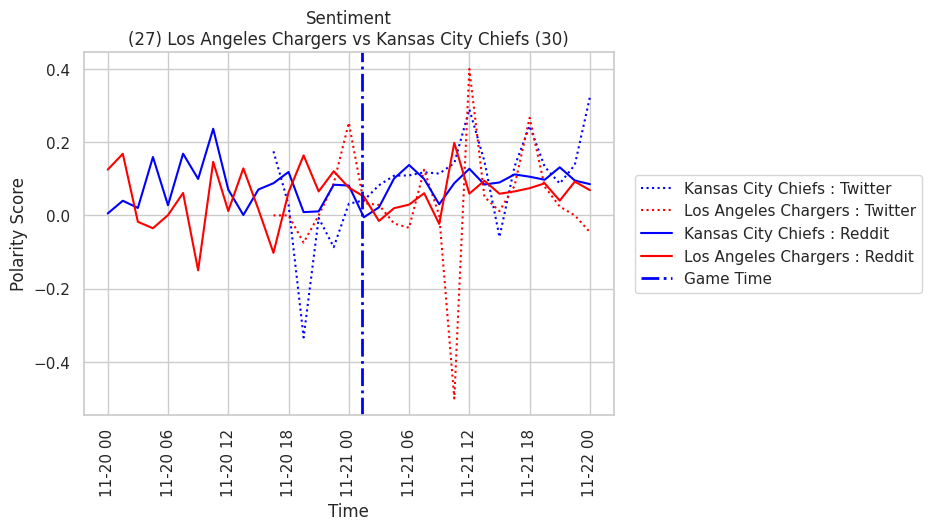 Sentiment
(27) Los Angeles Chargers vs Kansas City Chiefs (30)
Polarity Score
0.4
0.2
0.0
−0.2
−0.4
11-20 00
11-20 06
11-20 12
11-20 18
11-21 00
11-21 06
11-21 12
11-21 18
11-22 00
Time
Kansas City Chiefs : Twitter
Los Angeles Chargers : Twitter
Kansas City Chiefs : Reddit
Los Angeles Chargers : Reddit
Game Time